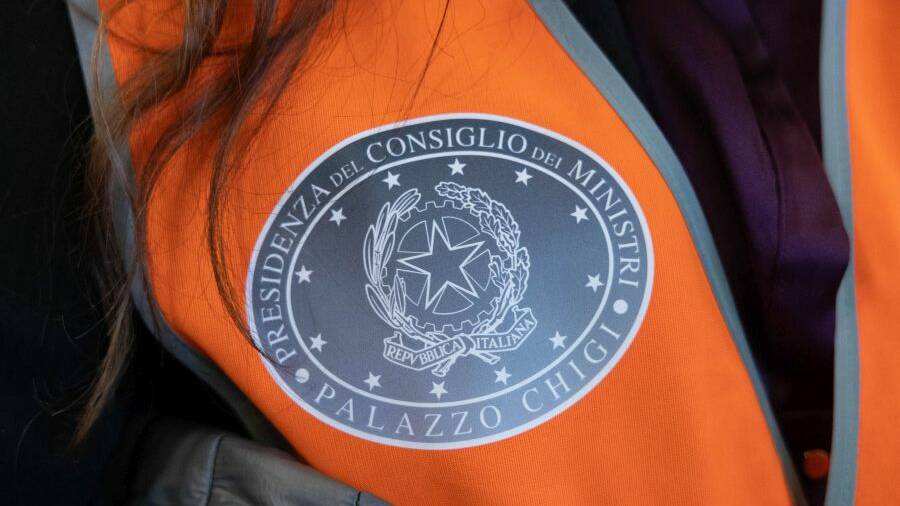 PRESIDENZA DEL CONSIGLIO DEI MINISTRI
REPVBBLICA ITALIANA
PALAZZO CHIGI